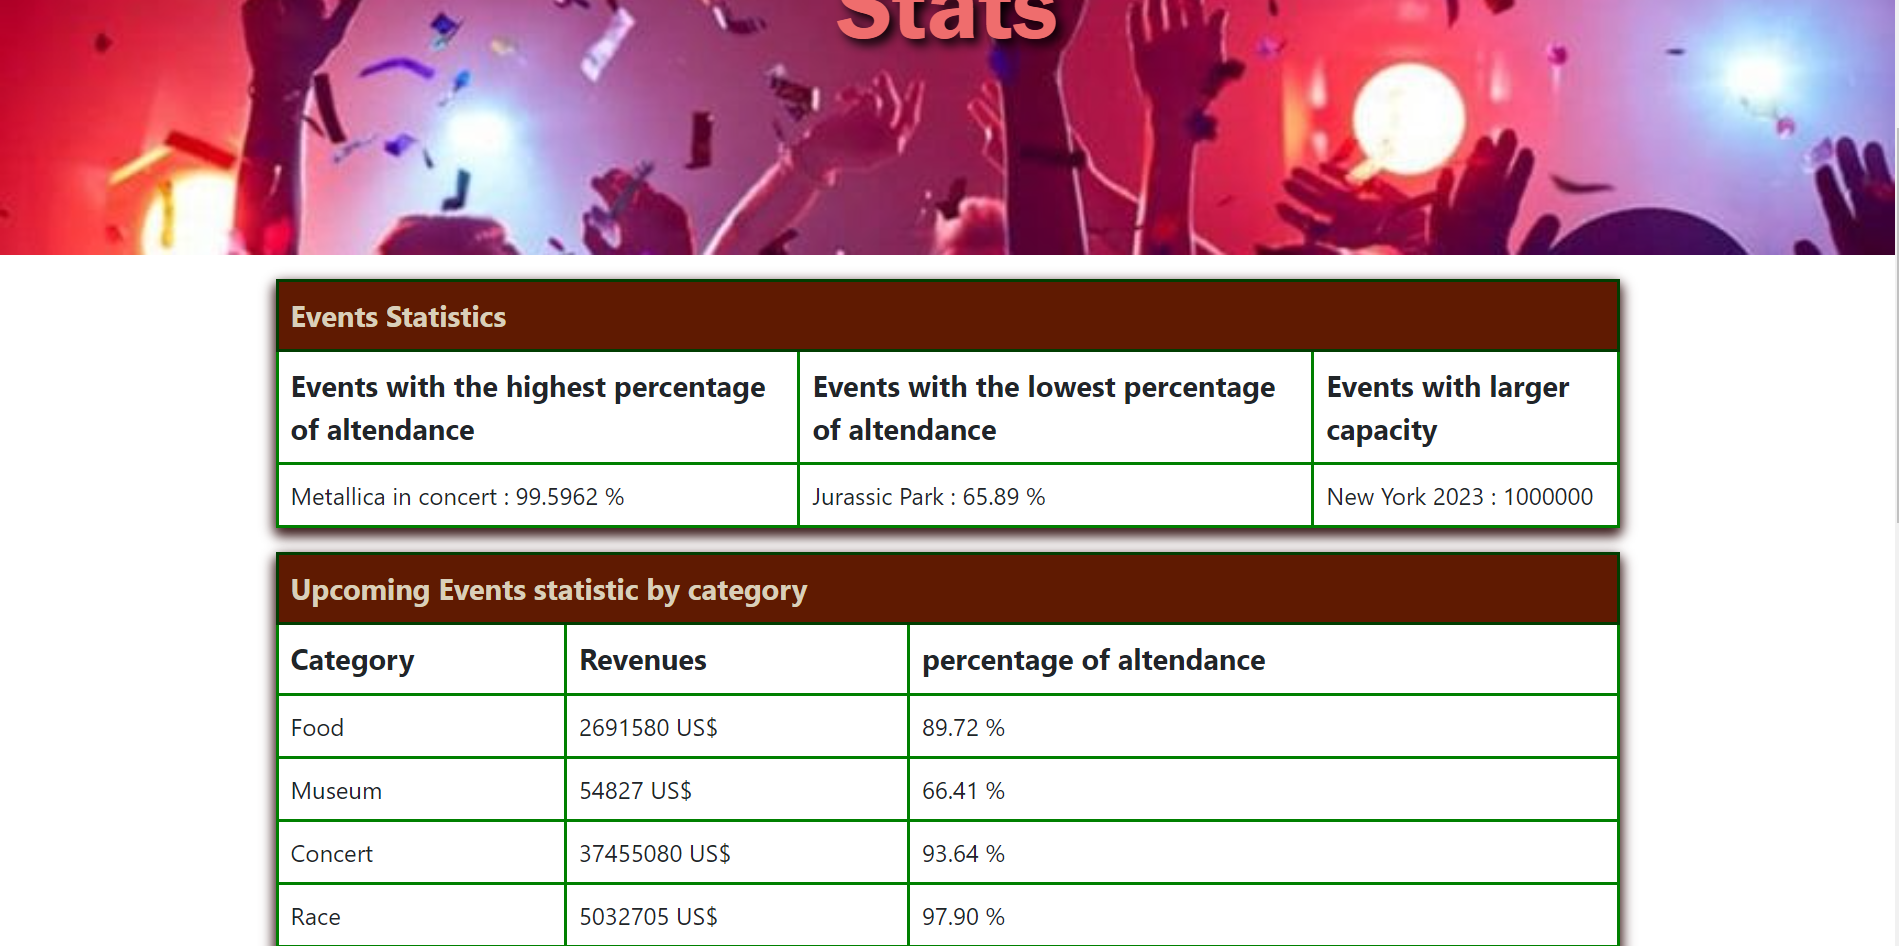 Stats
Events Statistics
Events with the highest percentage
of altendance
Events with the lowest percentage
of altendance
Events with larger
capacity
Metallica in concert : 99.5962 %
Jurassic Park : 65.89 %
New York 2023 : 1000000
Upcoming Events statistic by category
Category
Revenues
percentage of altendance
Food
2691580 US$
89.72 %
Museum
54827 US$
66.41 %
Concert
37455080 US$
93.64 %
Race
5032705 US$
97.90 %